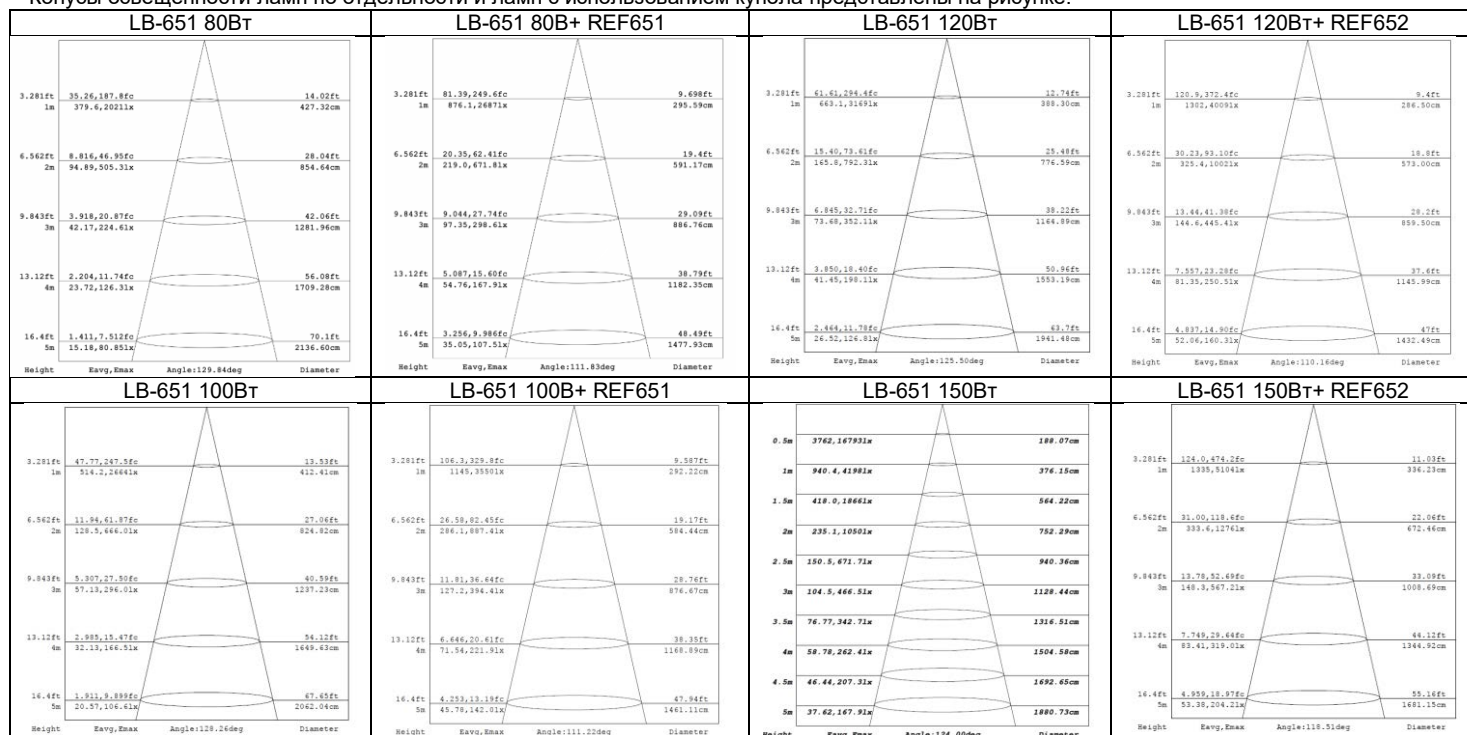 Конусы освещенности ламп по отдельности и ламп с использованием купола представлены на рисунке.
LB-651 80Вт
3.281ft 35.26,187.8fc 14.02ft
1m 379.6,2021lx 427.32cm
6.562ft 8.816,46.95fc 28.04ft
2m 94.89,505.3lx 854.64cm
9.843ft 3.918,20.87fc 42.06ft
3m 42.17,224.6lx 1281.96cm
13.12ft 2.204,11.74fc 56.08ft
4m 23.72,126.3lx 1709.28cm
16.4ft 1.411,7.512fc 70.1ft
5m 15.18,80.85lx 2136.60cm
Height Eavg,Emax Angle:129.84deg Diameter
LB-651 80В+ REF651
3.281ft 81.39,249.6fc 9.698ft
1m 876.1,2687lx 295.59cm
6.562ft 20.35,62.41fc 19.4ft
2m 219.0,671.8lx 591.17cm
9.843ft 9.044,27.74fc 29.09ft
3m 97.35,298.6lx 886.76cm
13.12ft 5.087,15.60fc 38.79ft
4m 54.76,167.9lx 1182.35cm
16.4ft 3.256,9.986fc 48.49ft
5m 35.05,107.5lx 1477.93cm
Height Eavg,Emax Angle:111.83deg Diameter
LB-651 120Вт
3.281ft 61.61,294.4fc 12.74ft
1m 663.1,3169lx 388.30cm
6.562ft 15.40,73.61fc 25.48ft
2m 165.8,792.3lx 776.59cm
9.843ft 6.845,32.71fc 38.22ft
3m 73.68,352.1lx 1164.89cm
13.12ft 3.850,18.40fc 50.96ft
4m 41.45,198.1lx 1553.19cm
16.4ft 2.464,11.78fc 63.7ft
5m 26.52,126.8lx 1941.48cm
Height Eavg,Emax Angle:125.50deg Diameter
LB-651 120Вт+ REF652
3.281ft 120.9,372.4fc 9.4ft
1m 1302,4009lx 286.50cm
6.562ft 30.23,93.10fc 18.8ft
2m 325.4,1002lx 573.00cm
9.843ft 13.44,41.38fc 28.2ft
3m 144.6,445.4lx 859.50cm
13.12ft 7.557,23.28fc 37.6ft
4m 81.35,250.5lx 1145.99cm
16.4ft 4.837,14.90fc 47ft
5m 52.06,160.3lx 1432.49cm
Height Eavg,Emax Angle:110.16deg Diameter
LB-651 100Вт
3.281ft 47.77,247.5fc 13.53ft
1m 514.2,2664lx 412.41cm
6.562ft 11.94,61.87fc 27.06ft
2m 128.5,666.0lx 824.82cm
9.843ft 5.307,27.50fc 40.59ft
3m 57.13,296.0lx 1237.23cm
13.12ft 2.985,15.47fc 54.12ft
4m 32.13,166.5lx 1649.63cm
16.4ft 1.911,9.899fc 67.65ft
5m 20.57,106.6lx 2062.04cm
Height Eavg,Emax Angle:128.26deg Diameter
LB-651 100В+ REF651
3.281ft 106.3,329.8fc 9.587ft
1m 1145,3550lx 292.22cm
6.562ft 26.58,82.45fc 19.17ft
2m 286.1,887.4lx 584.44cm
9.843ft 11.81,36.64fc 28.76ft
3m 127.2,394.4lx 876.67cm
13.12ft 6.646,20.61fc 38.35ft
4m 71.54,221.9lx 1168.89cm
16.4ft 4.253,13.19fc 47.94ft
5m 45.78,142.0lx 1461.11cm
Height Eavg,Emax Angle:111.22deg Diameter
LB-651 150Вт
0.5m 3762,16793lx 188.07cm
1m 940.4,4198lx 376.15cm
1.5m 418.0,1866lx 564.22cm
2m 235.1,1050lx 752.29cm
2.5m 150.5,671.7lx 940.36cm
3m 104.5,466.5lx 1128.44cm
3.5m 76.77,342.7lx 1316.51cm
4m 58.78,262.4lx 1504.58cm
4.5m 46.44,207.3lx 1692.65cm
5m 37.62,167.9lx 1880.73cm
Height Eavg,Emax Angle:124.00deg Diameter
LB-651 150Вт+ REF652
3.281ft 124.0,474.2fc 11.03ft
1m 1335,5104lx 336.23cm
6.562ft 31.00,118.6fc 22.06ft
2m 333.6,1276lx 672.46cm
9.843ft 13.78,52.69fc 33.09ft
3m 148.3,567.2lx 1008.69cm
13.12ft 7.749,29.64fc 44.12ft
4m 83.41,319.0lx 1344.92cm
16.4ft 4.959,18.97fc 55.16ft
5m 53.38,204.2lx 1681.15cm
Height Eavg,Emax Angle:118.51deg Diameter